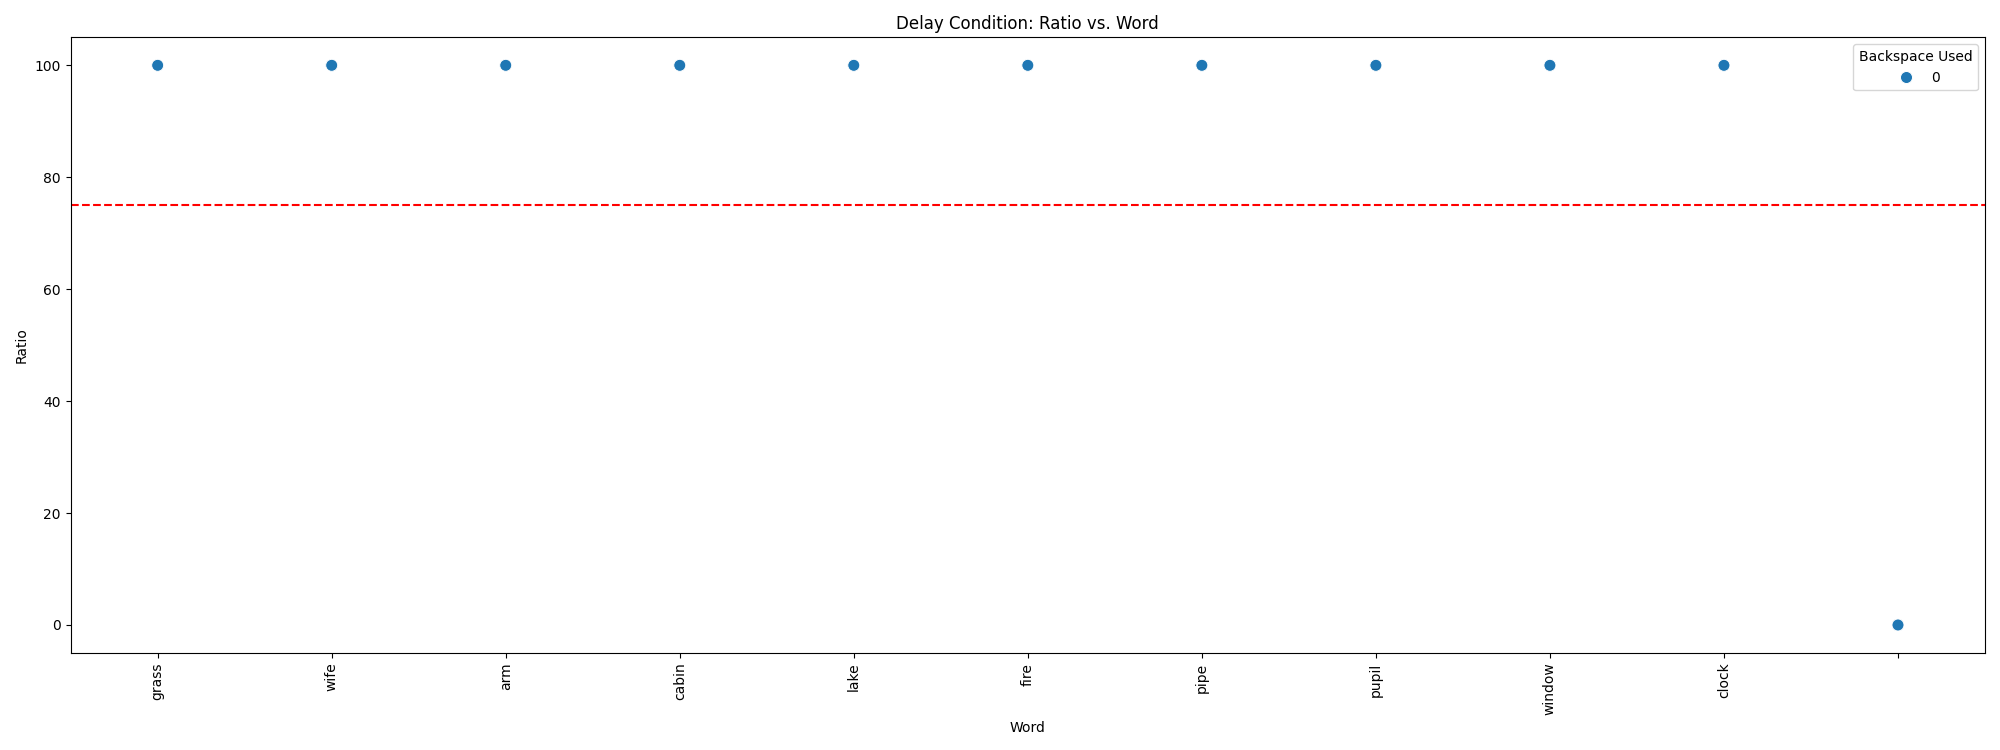 Delay Condition: Ratio vs. Word
Backspace Used
0
Ratio
100
80
60
40
20
0
grass
wife
arm
cabin
lake
fire
pipe
pupil
window
clock
Word